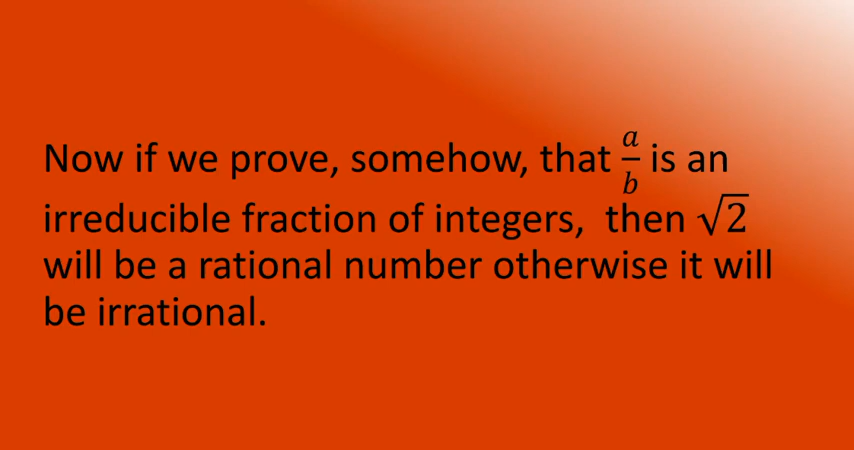 Now if we prove, somehow, that a/b is an
irreducible fraction of integers, then √2
will be a rational number otherwise it will
be irrational.